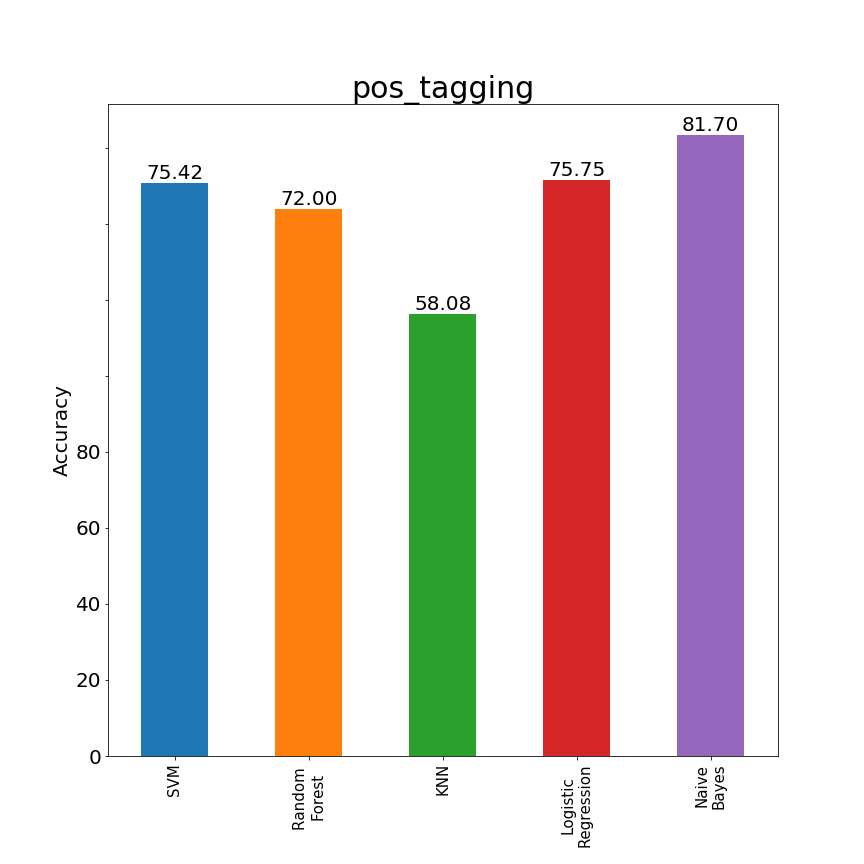 pos_tagging
81.70
75.42
75.75
72.00
58.08
Accuracy
80
60
40
20
0
SVM
Random
Forest
KNN
Logistic
Regression
Naive
Bayes